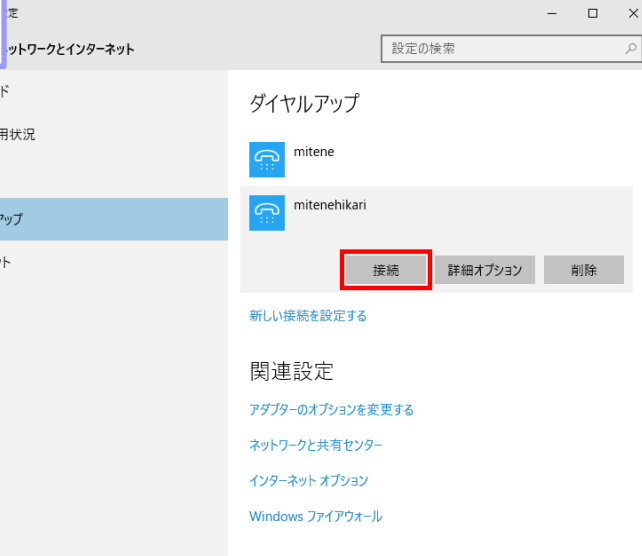 定
ットワークとインターネット
設定の検索
ド
用状況
アップ
ット
ダイヤルアップ
mitene
mitenehikari
接続
詳細オプション
削除
新しい接続を設定する
関連設定
アダプターのオプションを変更する
ネットワークと共有センター
インターネット オプション
Windows ファイアウォール